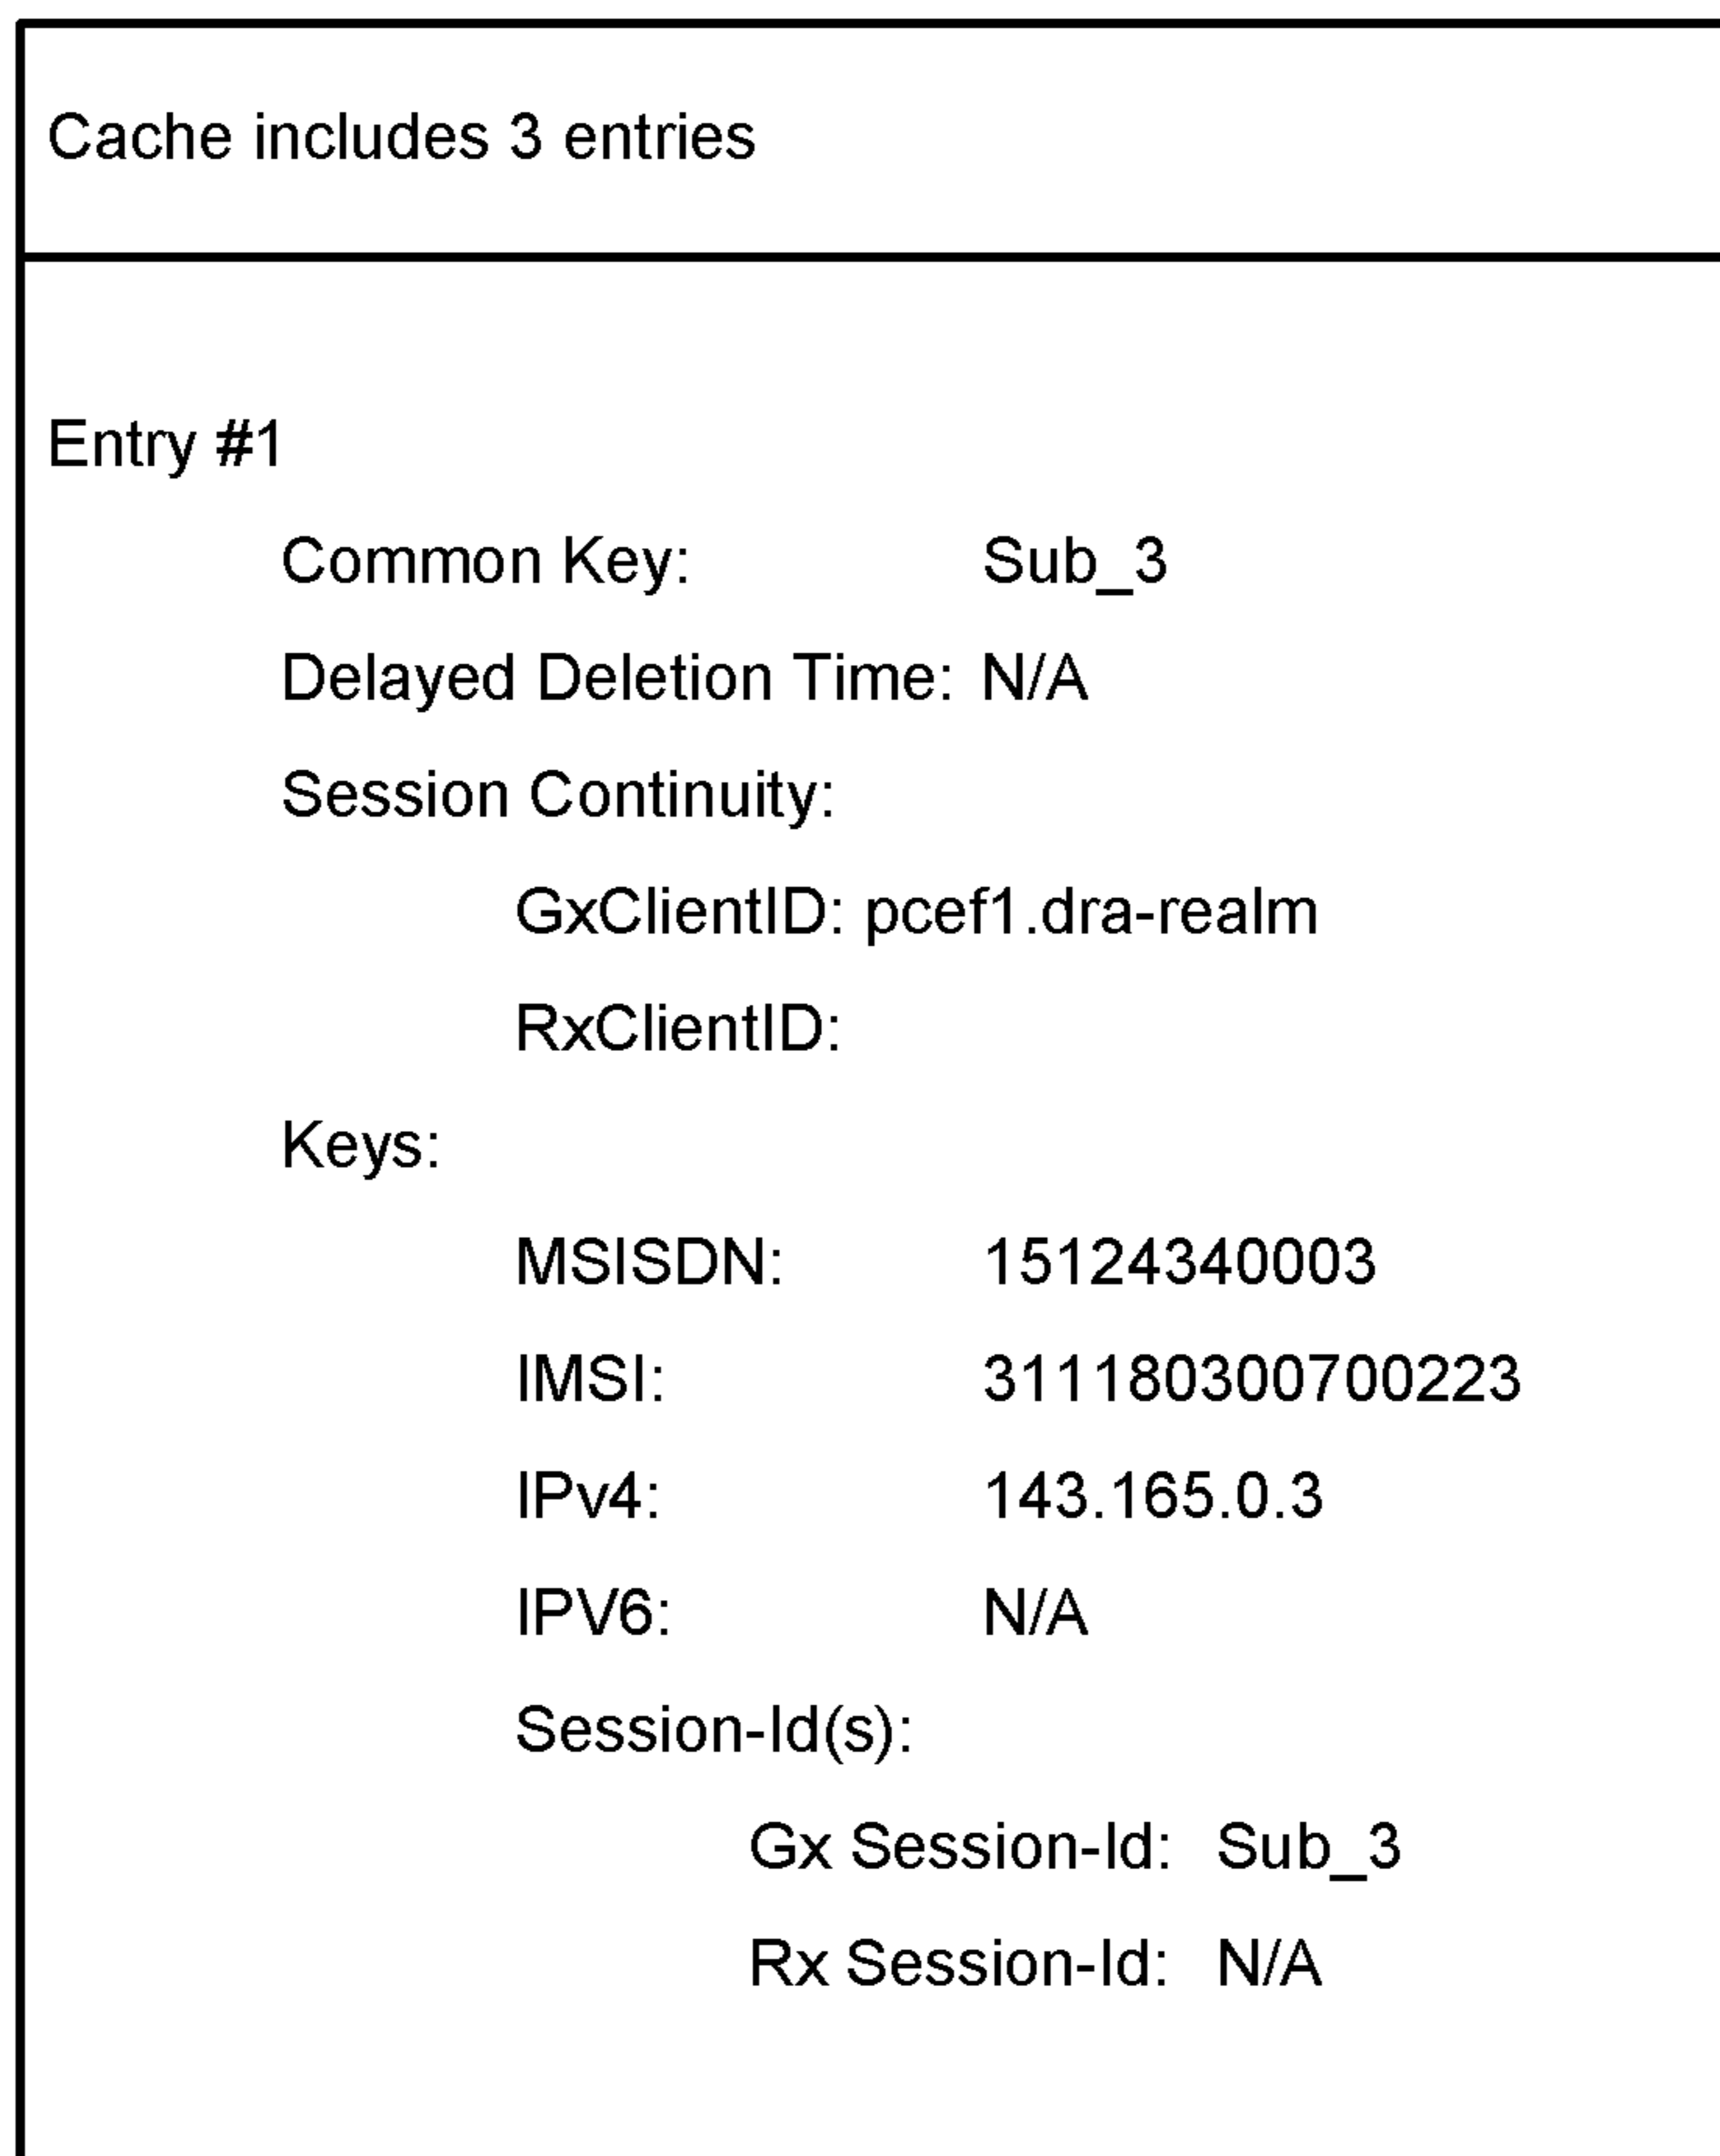 Cache includes 3 entries
Entry #1
Common Key: Sub_3
Delayed Deletion Time: N/A
Session Continuity:
GxClientID: pcef1.dra-realm
RxClientID:
Keys:
MSISDN: 15124340003
IMSI: 311180300700223
IPv4: 143.165.0.3
IPV6: N/A
Session-Id(s):
Gx Session-Id: Sub_3
Rx Session-Id: N/A